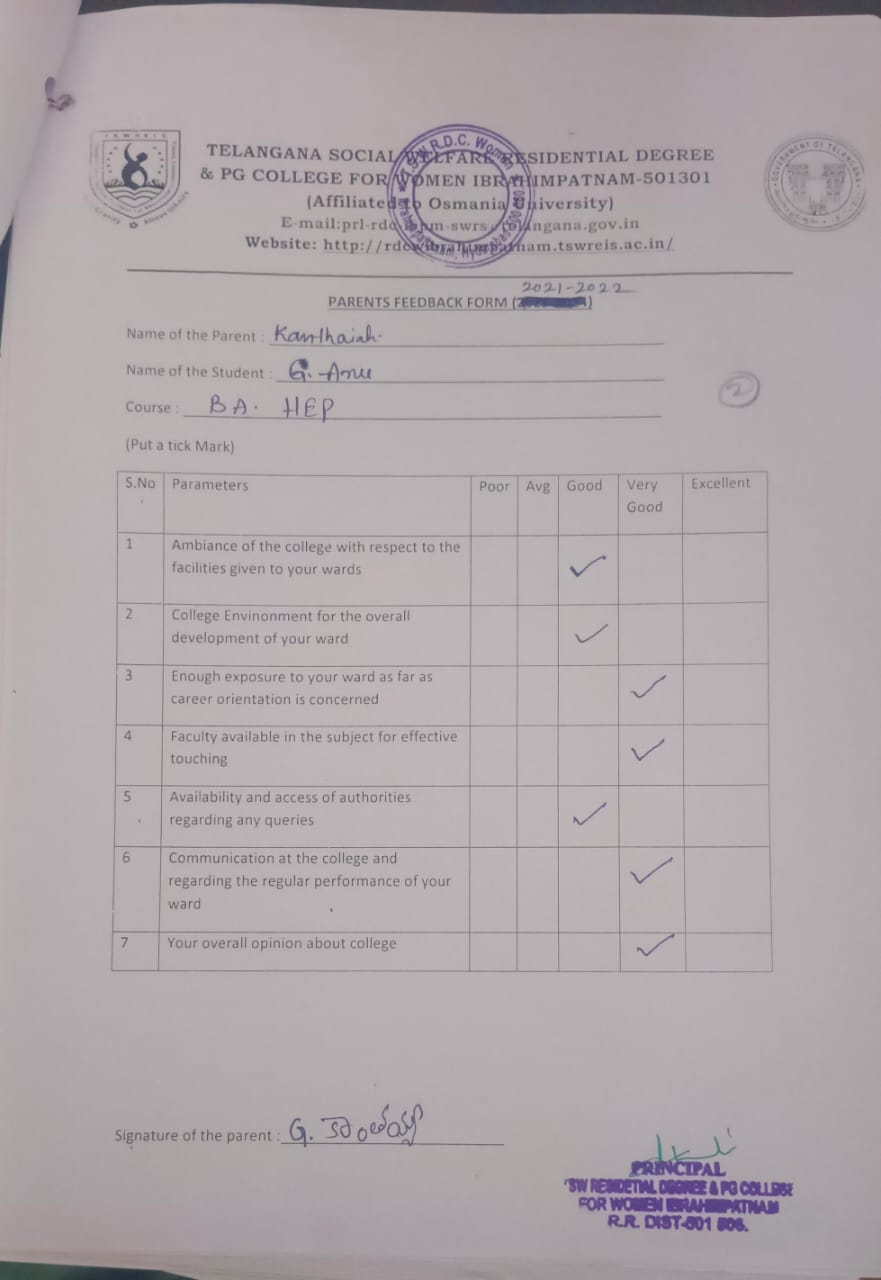 TELANGANA SOCIAL WELFARE RESIDENTIAL DEGREE
& PG COLLEGE FOR WOMEN IBRAHIMPATNAM-501301
(Affiliated to Osmania University)
E-mail:prl-rdc
Website: http://rdcwibrahimpatnam.tswreis.ac.in/
2021-2022
PARENTS FEEDBACK FORM (
Name of the Parent : Kanthaiah.
Name of the Student : G. Anu
Course : BA. HEP
2
(Put a tick Mark)
S.No Parameters Poor Avg Good Very Good Excellent
1 Ambiance of the college with respect to the ✓
facilities given to your wards
2 College Envinonment for the overall ✓
development of your ward
3 Enough exposure to your ward as far as ✓
career orientation is concerned
4 Faculty available in the subject for effective ✓
touching
5 Availability and access of authorities ✓
regarding any queries
6 Communication at the college and ✓
regarding the regular performance of your
ward
7 Your overall opinion about college ✓
Signature of the parent : G.
PRINCIPAL
SW RESIDETIAL DEGREE & PG COLLEGE
FOR WOMEN IBRAHIMPATNAM
R.R. DIST-501 506.